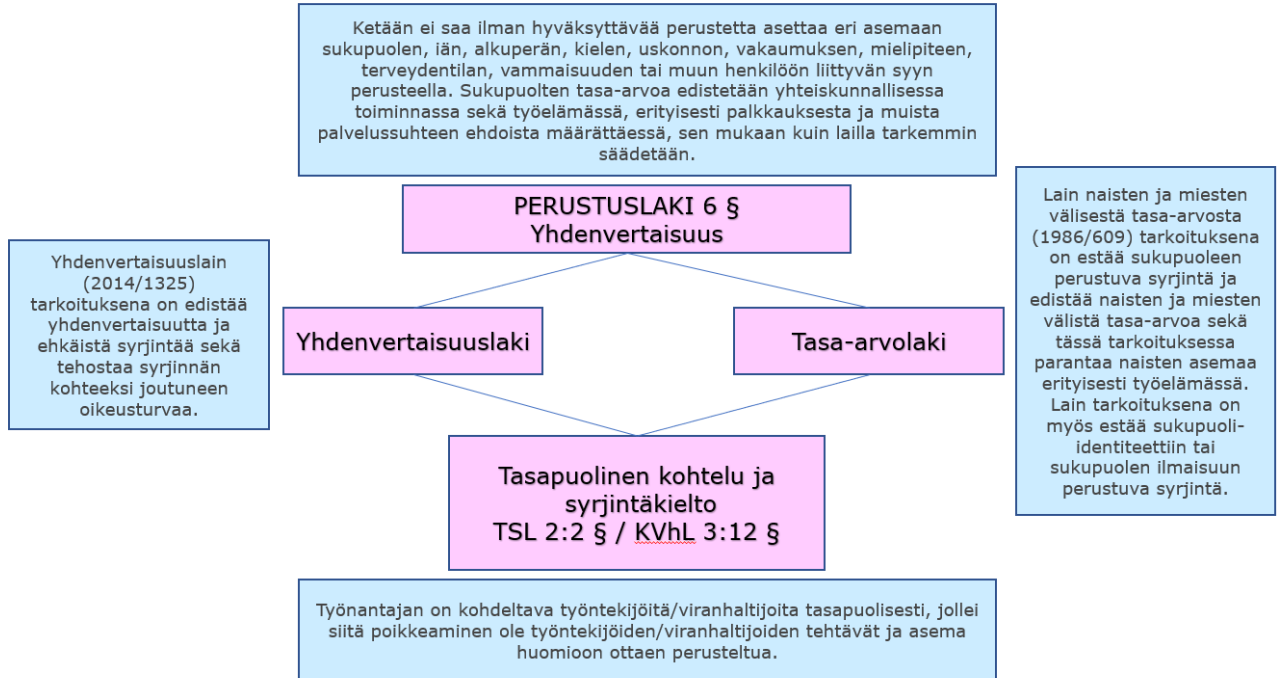 Ketään ei saa ilman hyväksyttävää perustetta asettaa eri asemaan
sukupuolen, iän, alkuperän, kielen, uskonnon, vakaumuksen, mielipiteen,
terveydentilan, vammaisuuden tai muun henkilöön liittyvän syyn
perusteella. Sukupuolten tasa-arvoa edistetään yhteiskunnallisessa
toiminnassa sekä työelämässä, erityisesti palkkauksesta ja muista
palvelussuhteen ehdoista määrättäessä, sen mukaan kuin lailla tarkemmin
säädetään.
PERUSTUSLAKI 6 §
Yhdenvertaisuus
Yhdenvertaisuuslain
(2014/1325)
tarkoituksena on edistää
yhdenvertaisuutta ja
ehkäistä syrjintää sekä
tehostaa syrjinnän
kohteeksi joutuneen
oikeusturvaa.
Yhdenvertaisuuslaki
Tasa-arvolaki
Lain naisten ja miesten
välisestä tasa-arvosta
(1986/609) tarkoituksena
on estää sukupuoleen
perustuva syrjintä ja
edistää naisten ja miesten
välistä tasa-arvoa sekä
tässä tarkoituksessa
parantaa naisten asemaa
erityisesti työelämässä.
Lain tarkoituksena on
myös estää sukupuoli-
identiteettiin tai
sukupuolen ilmaisuun
perustuva syrjintä.
Tasapuolinen kohtelu ja
syrjintäkielto
TSL 2:2 § / KVhL 3:12 §
Työnantajan on kohdeltava työntekijöitä/viranhaltijoita tasapuolisesti, jollei
siitä poikkeaminen ole työntekijöiden/viranhaltijoiden tehtävät ja asema
huomioon ottaen perusteltua.